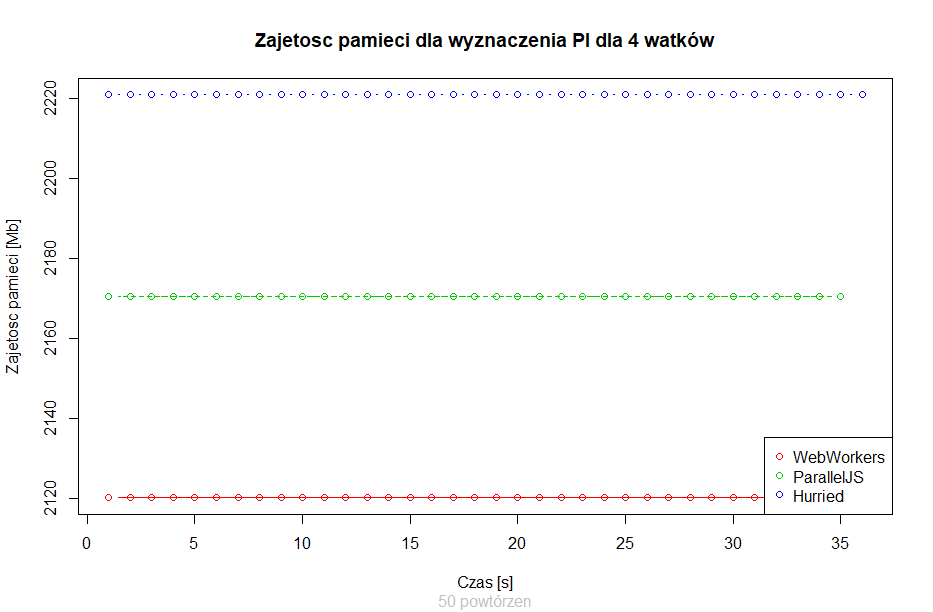 Zajetosc pamieci dla wyznaczenia PI dla 4 watków
Zajetosc pamieci [Mb]
2220
2200
2180
2160
2140
2120
WebWorkers
ParallelJS
Hurried
0 5 10 15 20 25 30 35
Czas [s]
50 powtórzen